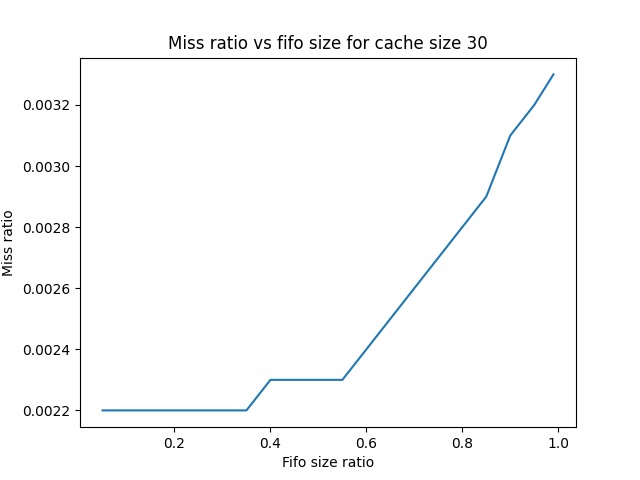 Miss ratio vs fifo size for cache size 30
0.0032
0.0030
0.0028
0.0026
0.0024
0.0022
Miss ratio
0.2 0.4 0.6 0.8 1.0
Fifo size ratio